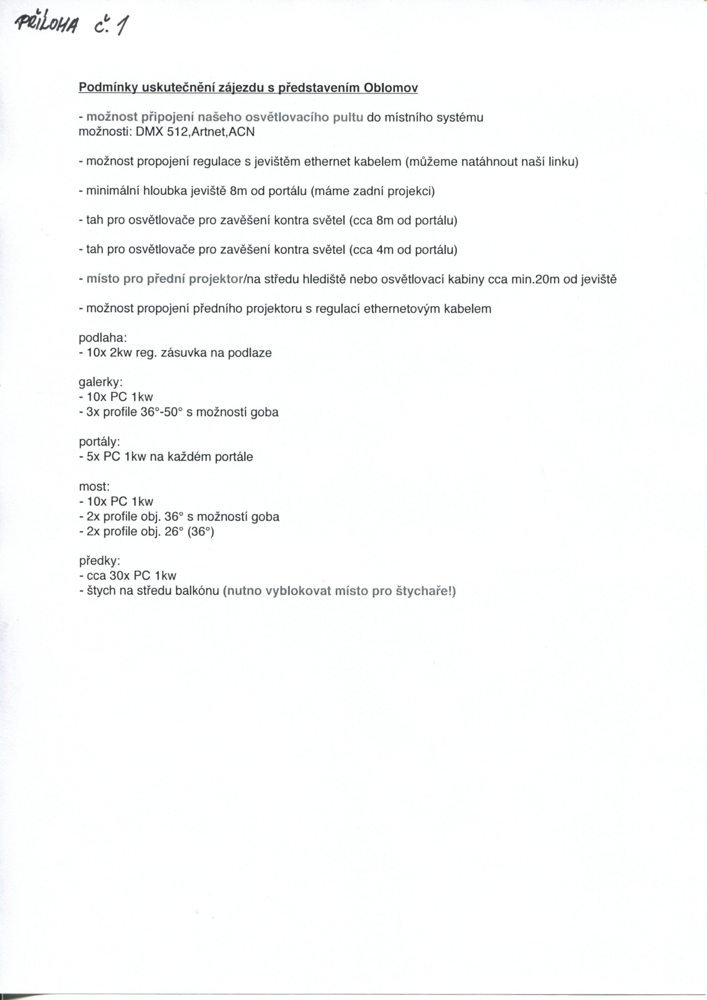 PŘÍLOHA č. 1
Podmínky uskutečnění zájezdu s představením Oblomov
- možnost připojení našeho osvětlovacího pultu do místního systému
možnosti: DMX 512,Artnet,ACN
- možnost propojení regulace s jevištěm ethernet kabelem (můžeme natáhnout naší linku)
- minimální hloubka jeviště 8m od portálu (máme zadní projekci)
- tah pro osvětlovače pro zavěšení kontra světel (cca 8m od portálu)
- tah pro osvětlovače pro zavěšení kontra světel (cca 4m od portálu)
- místo pro přední projektor/na středu hlediště nebo osvětlovací kabiny cca min.20m od jeviště
- možnost propojení předního projektoru s regulací ethernetovým kabelem
podlaha:
- 10x 2kw reg. zásuvka na podlaze
galerky:
- 10x PC 1kw
- 3x profile 36°-50° s možností goba
portály:
- 5x PC 1kw na každém portále
most:
- 10x PC 1kw
- 2x profile obj. 36° s možností goba
- 2x profile obj. 26° (36°)
předky:
- cca 30x PC 1kw
- štych na středu balkónu (nutno vyblokovat místo pro štychaře!)